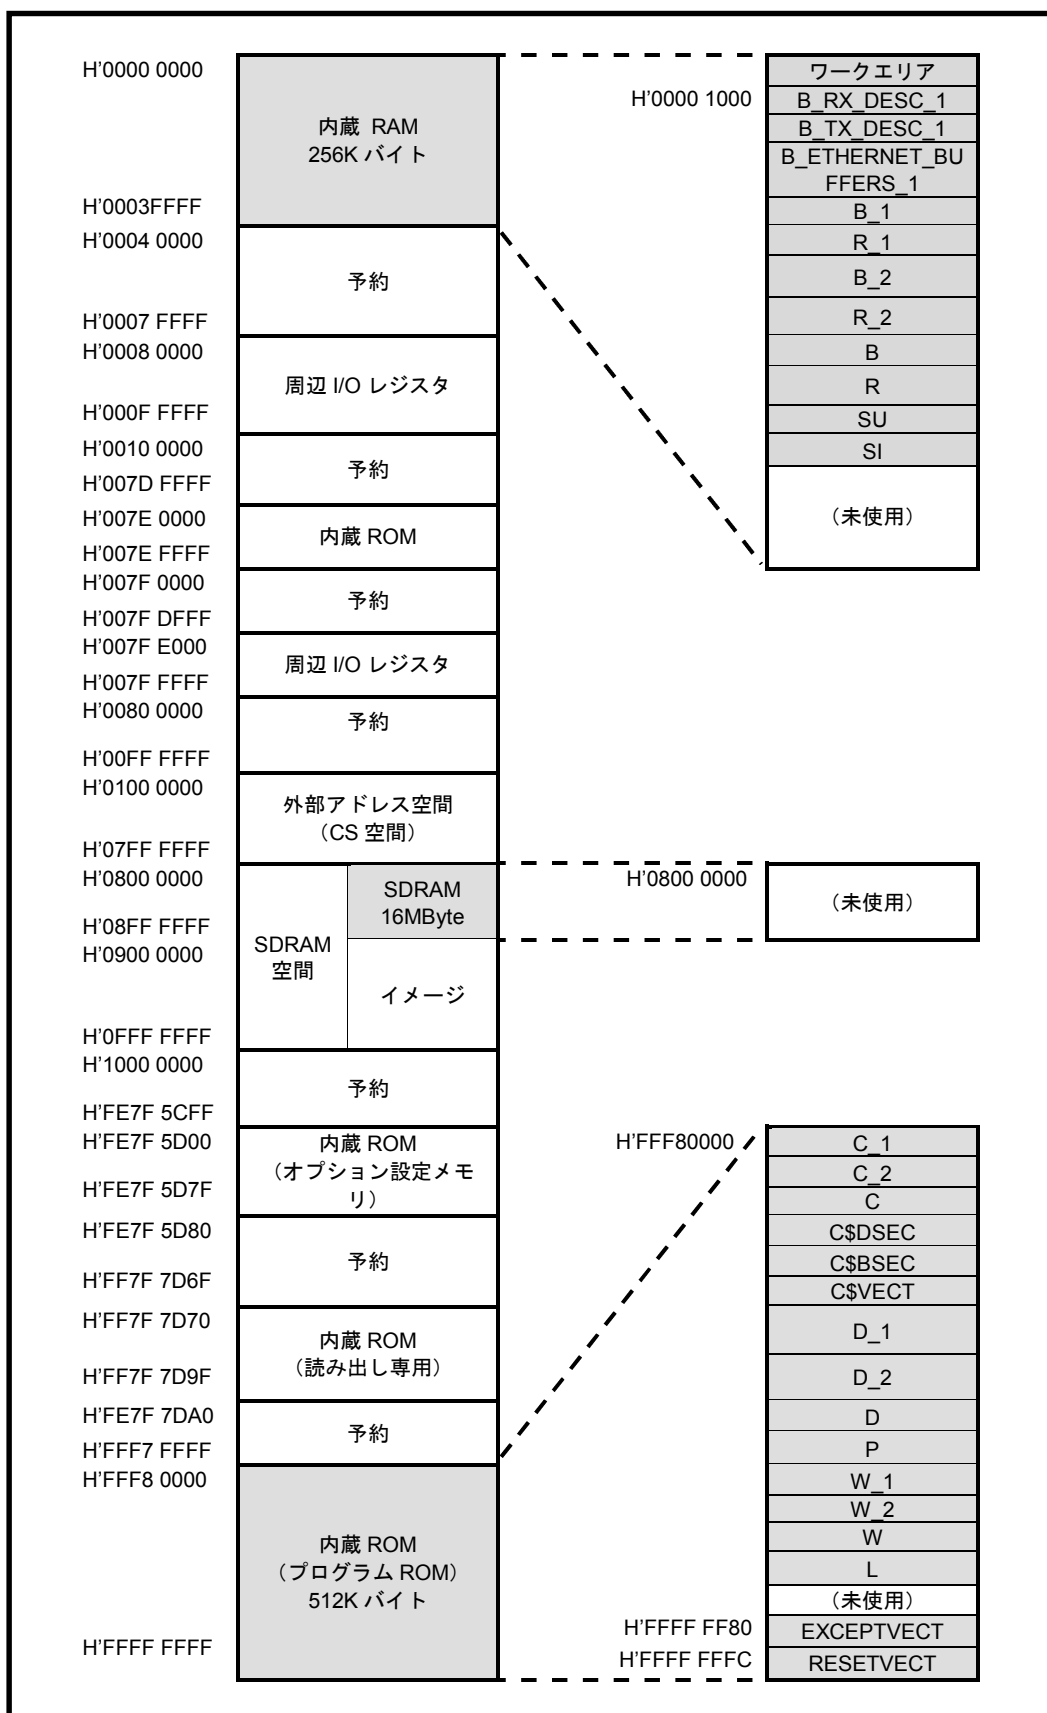 H'0000 0000
内蔵 RAM
256K バイト
H'0003FFFF
H'0004 0000
予約
H'0007 FFFF
H'0008 0000
周辺 I/O レジスタ
H'000F FFFF
H'0010 0000
予約
H'007D FFFF
H'007E 0000
内蔵 ROM
H'007E FFFF
H'007F 0000
予約
H'007F DFFF
H'007F E000
周辺 I/O レジスタ
H'007F FFFF
H'0080 0000
予約
H'00FF FFFF
H'0100 0000
外部アドレス空間
（CS 空間）
H'07FF FFFF
H'0800 0000
SDRAM
16MByte
H'08FF FFFF
H'0900 0000
SDRAM
空間
イメージ
H'0FFF FFFF
H'1000 0000
予約
H'FE7F 5CFF
H'FE7F 5D00
内蔵 ROM
（オプション設定メモ
リ）
H'FE7F 5D7F
H'FE7F 5D80
予約
H'FF7F 7D6F
H'FF7F 7D70
内蔵 ROM
（読み出し専用）
H'FF7F 7D9F
H'FE7F 7DA0
予約
H'FFF7 FFFF
H'FFF8 0000
内蔵 ROM
（プログラム ROM）
512K バイト
H'FFFF FFFF
ワークエリア
H'0000 1000
B_RX_DESC_1
B_TX_DESC_1
B_ETHERNET_BU
FFERS_1
B_1
R_1
B_2
R_2
B
R
SU
SI
（未使用）
H'0800 0000
（未使用）
H'FFF80000
C_1
C_2
C
C$DSEC
C$BSEC
C$VECT
D_1
D_2
D
P
W_1
W_2
W
L
（未使用）
H'FFFF FF80
EXCEPTVECT
H'FFFF FFFC
RESETVECT